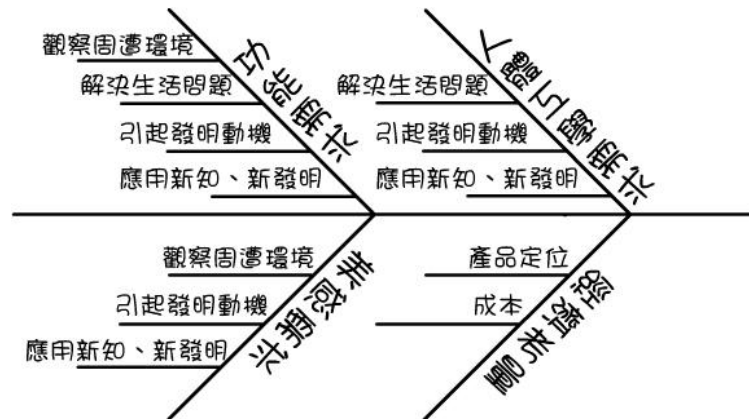 功能需求
觀察周遭環境
解決生活問題
引起發明動機
應用新知、新發明
人體工學需求
解決生活問題
引起發明動機
應用新知、新發明
美感需求
觀察周遭環境
引起發明動機
應用新知、新發明
經濟考量
產品定位
成本